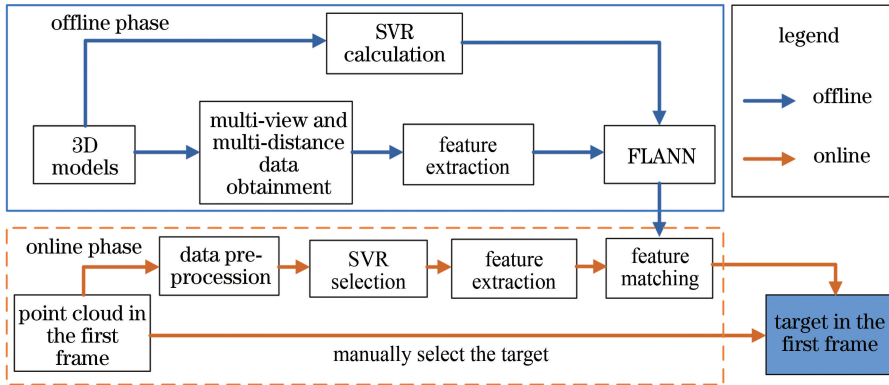 offline phase
SVR
calculation
3D
models
multi-view and
multi-distance
data
obtainment
feature
extraction
FLANN
legend
offline
online
online phase
data pre-
procession
SVR
selection
feature
extraction
feature
matching
point cloud in
the first
frame
manually select the target
target in the
first frame